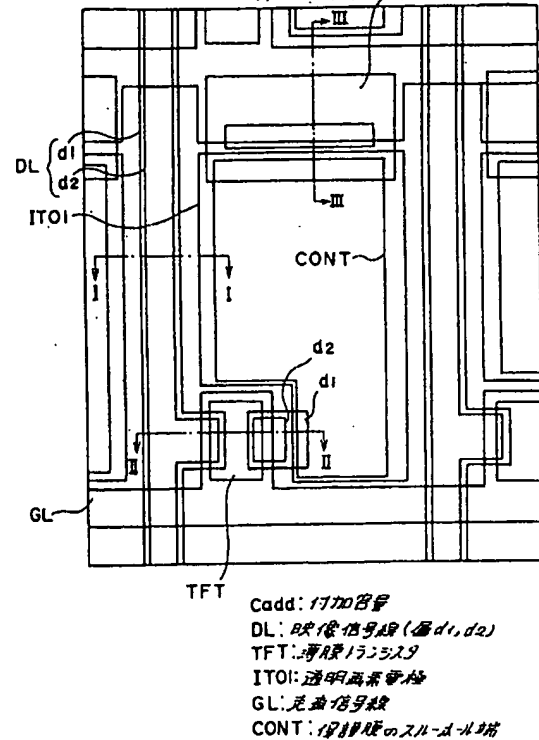 III
d1
DL
d2
ITO1
III
CONT
I
I
d2
d1
II
II
GL
TFT
Cadd: 付加容量
DL: 映像信号線(層d1,d2)
TFT: 薄膜トランジスタ
ITO1: 透明画素電極
GL: 走査信号線
CONT: 保護膜のスルーホール端